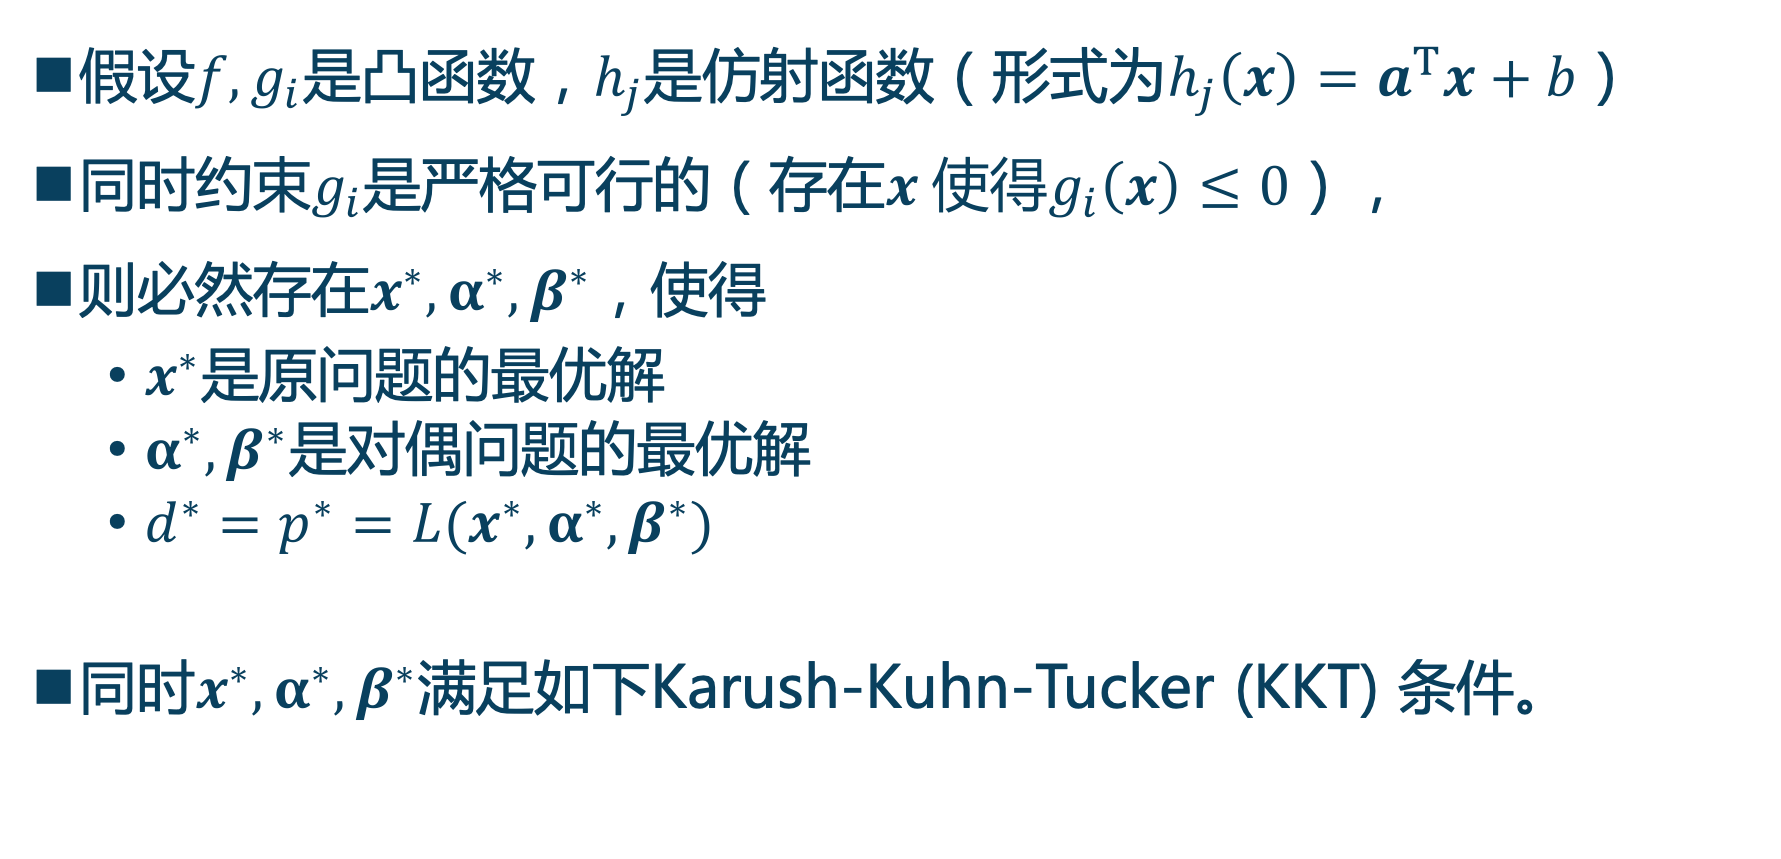 ■假设f, gᵢ是凸函数，hⱼ是仿射函数（形式为hⱼ(x) = aᵀx + b）
■同时约束gᵢ是严格可行的（存在x 使得gᵢ(x) ≤ 0），
■则必然存在x*, α*, β*，使得
• x*是原问题的最优解
• α*, β*是对偶问题的最优解
• d* = p* = L(x*, α*, β*)
■同时x*, α*, β*满足如下Karush-Kuhn-Tucker (KKT) 条件。